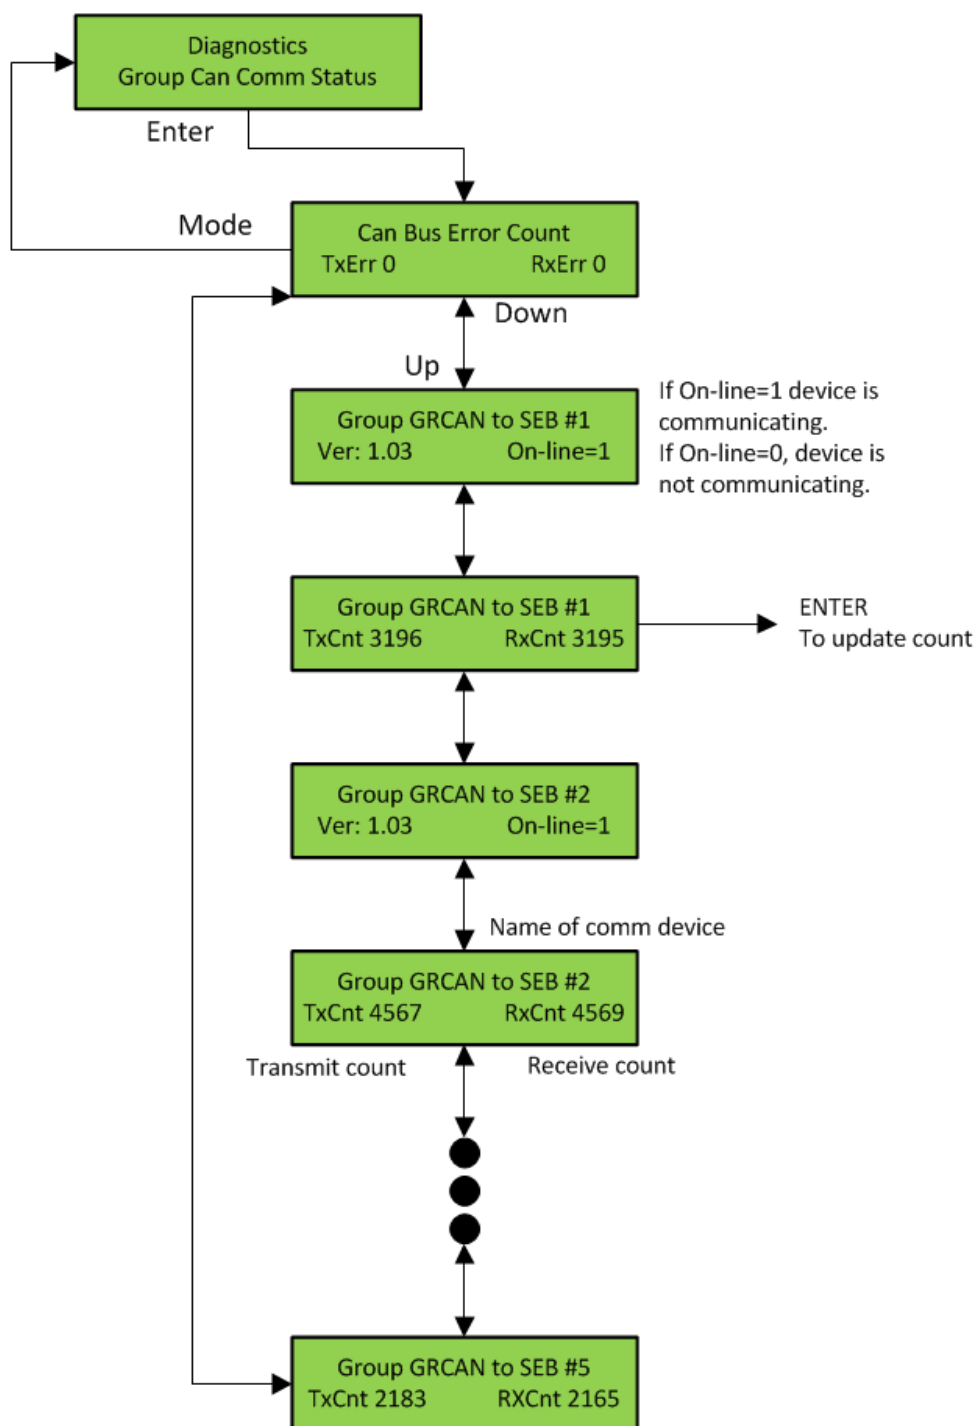 Diagnostics
Group Can Comm Status
Enter
Mode
Can Bus Error Count
TxErr 0 RxErr 0
Down
Up
Group GRCAN to SEB #1
Ver: 1.03 On-line=1
If On-line=1 device is
communicating.
If On-line=0, device is
not communicating.
Group GRCAN to SEB #1
TxCnt 3196 RxCnt 3195
ENTER
To update count
Group GRCAN to SEB #2
Ver: 1.03 On-line=1
Name of comm device
Group GRCAN to SEB #2
TxCnt 4567 RxCnt 4569
Transmit count Receive count
Group GRCAN to SEB #5
TxCnt 2183 RXCnt 2165